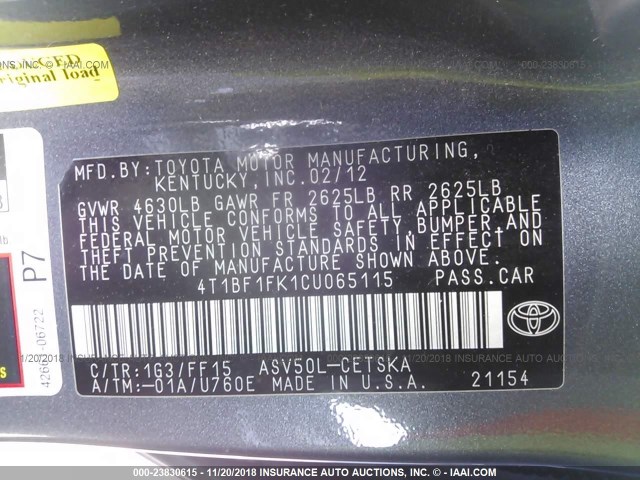 GED
original load
MFD.BY:TOYOTA MOTOR MANUFACTURING,
KENTUCKY,INC.02/12
GVWR 4630LB GAWR FR 2625LB RR 2625LB
THIS VEHICLE CONFORMS TO ALL APPLICABLE
FEDERAL MOTOR VEHICLE SAFETY,BUMPER,AND
THEFT PREVENTION STANDARDS IN EFFECT ON
THE DATE OF MANUFACTURE SHOWN ABOVE.
4T1BF1FK1CU065115 PASS.CAR
C/TR:1G3/FF15 ASV50L-CETSKA
A/TM:-01A/U760E MADE IN U.S.A. 21154
P7
06722
000-23830615 - 11/20/2018 INSURANCE AUTO AUCTIONS INC. © - IAAI.COM